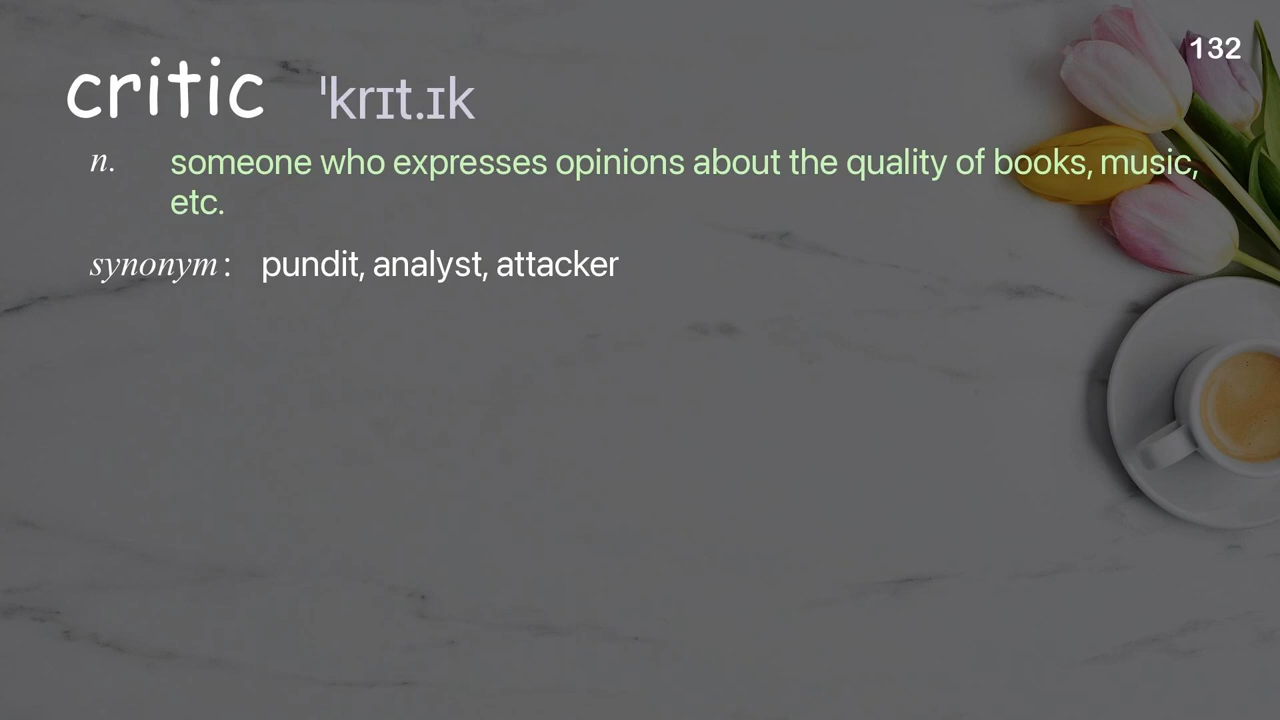 132
critic ˈkrɪt.ɪk
n. someone who expresses opinions about the quality of books, music,
etc.
synonym: pundit, analyst, attacker